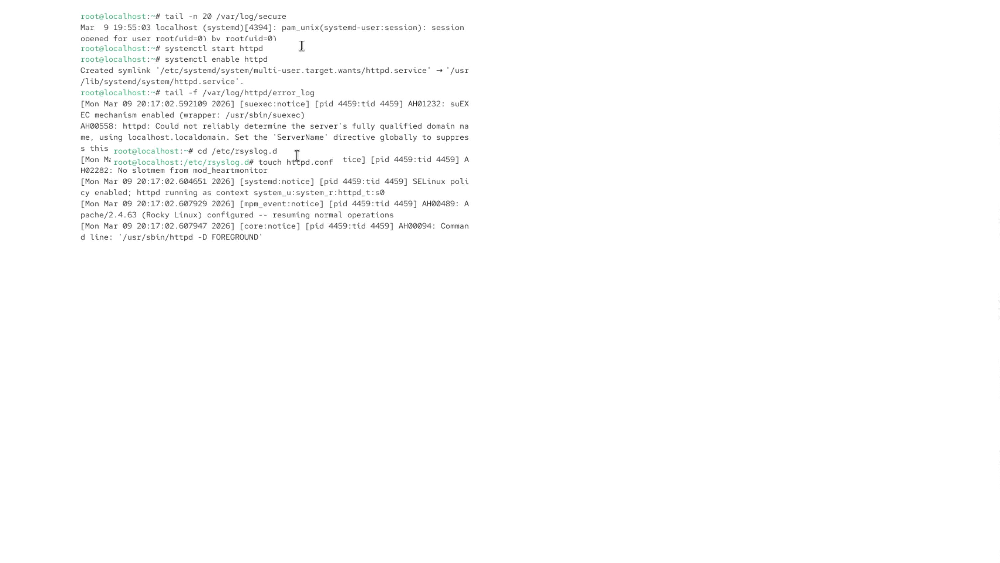 root@localhost:~# tail -n 20 /var/log/secure
Mar  9 19:55:03 localhost (systemd)[4394]: pam_unix(systemd-user:session): session
opened for user root(uid=0) by root(uid=0)
root@localhost:~# systemctl start httpd
root@localhost:~# systemctl enable httpd
Created symlink '/etc/systemd/system/multi-user.target.wants/httpd.service' → '/usr
/lib/systemd/system/httpd.service'.
root@localhost:~# tail -f /var/log/httpd/error_log
[Mon Mar 09 20:17:02.592109 2026] [suexec:notice] [pid 4459:tid 4459] AH01232: suEX
EC mechanism enabled (wrapper: /usr/sbin/suexec)
AH00558: httpd: Could not reliably determine the server's fully qualified domain na
me, using localhost.localdomain. Set the 'ServerName' directive globally to suppres
s this
root@localhost:~# cd /etc/rsyslog.d
[Mon
root@localhost:/etc/rsyslog.d# touch httpd.conf
tice] [pid 4459:tid 4459] A
H02282: No slotmem from mod_heartmonitor
[Mon Mar 09 20:17:02.604651 2026] [systemd:notice] [pid 4459:tid 4459] SELinux poli
cy enabled; httpd running as context system_u:system_r:httpd_t:s0
[Mon Mar 09 20:17:02.607929 2026] [mpm_event:notice] [pid 4459:tid 4459] AH00489: A
pache/2.4.63 (Rocky Linux) configured -- resuming normal operations
[Mon Mar 09 20:17:02.607947 2026] [core:notice] [pid 4459:tid 4459] AH00094: Comman
d line: '/usr/sbin/httpd -D FOREGROUND'